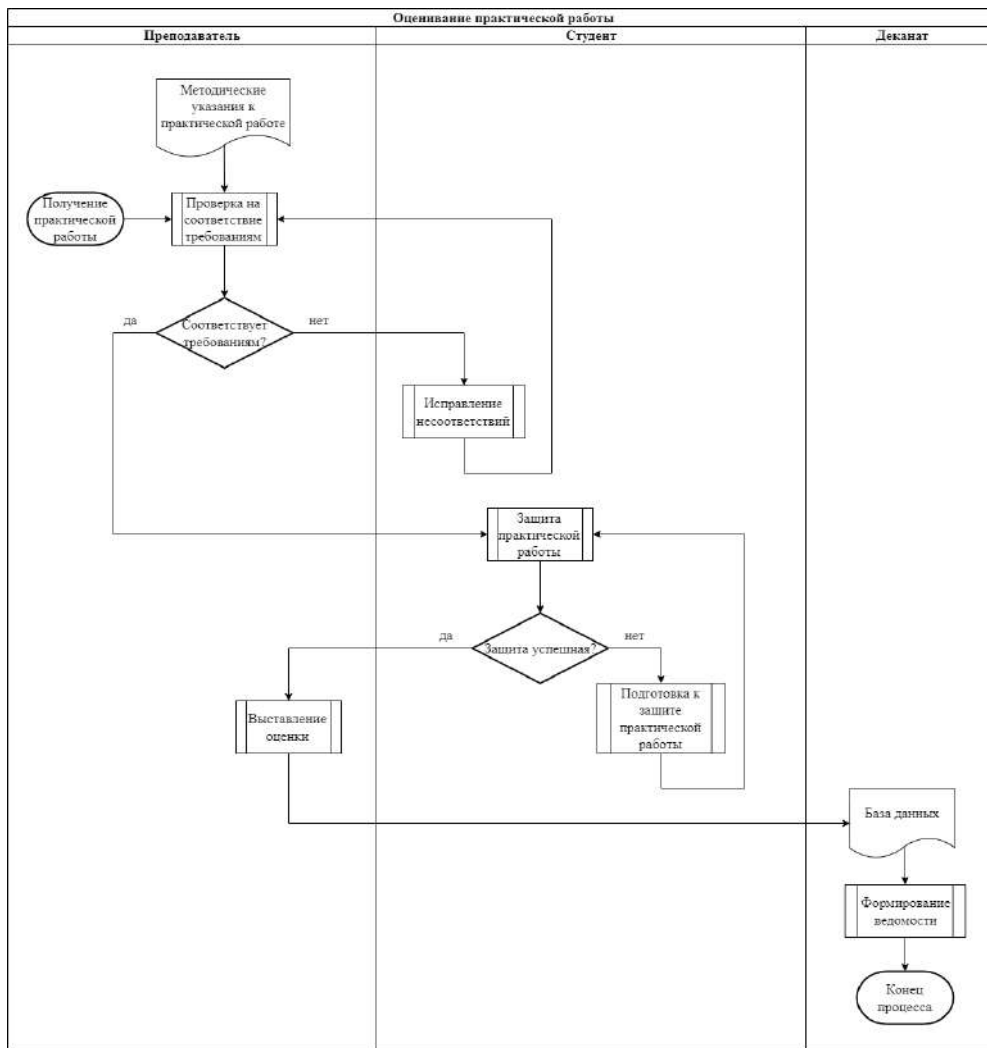 Оценивание практической работы
Преподаватель
Студент
Деканат
Методические
указания к
практической работе
Получение
практической
работы
Проверка на
соответствие
требованиям
да
Соответствует
требованиям?
нет
Исправление
несоответствий
Защита
практической
работы
да
Защита успешная?
нет
Выставление
оценки
Подготовка к
защите
практической
работы
База данных
Формирование
ведомости
Конец
процесса